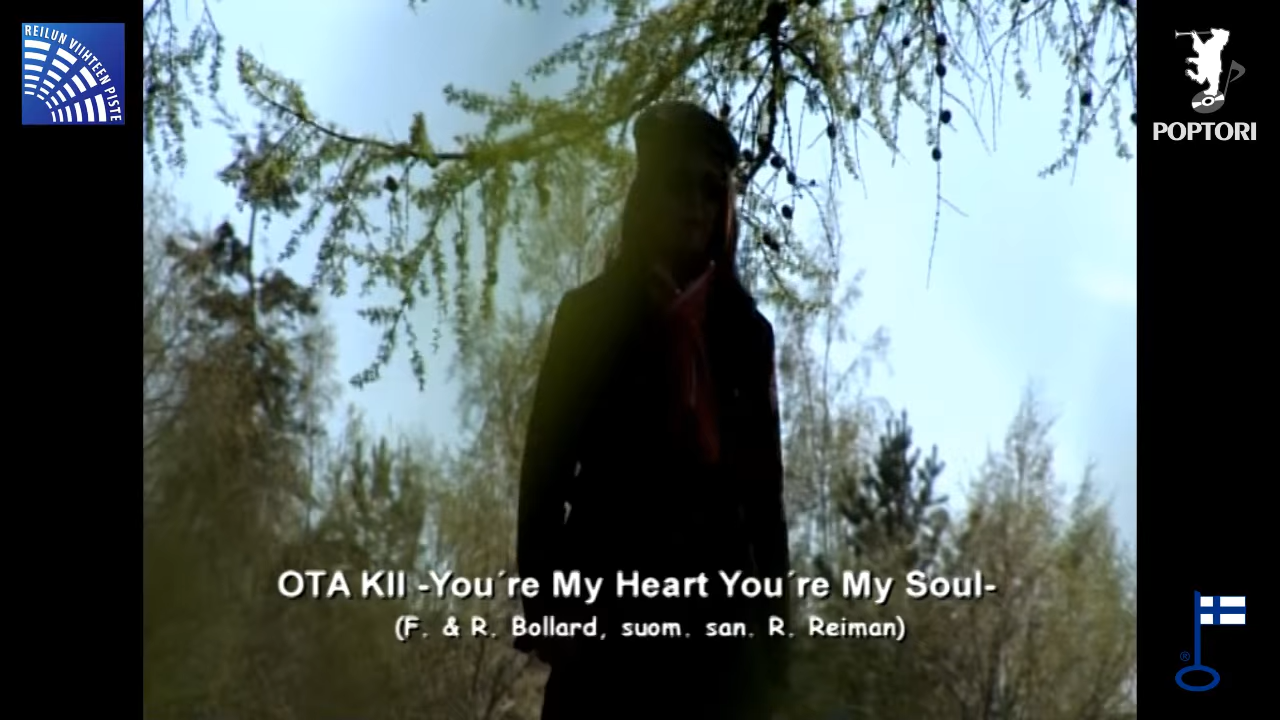 REILUN VIIHTEEN PISTE
POPTORI
OTA KII -You´re My Heart You´re My Soul-
(F. & R. Bollard, suom. san. R. Reiman)
®